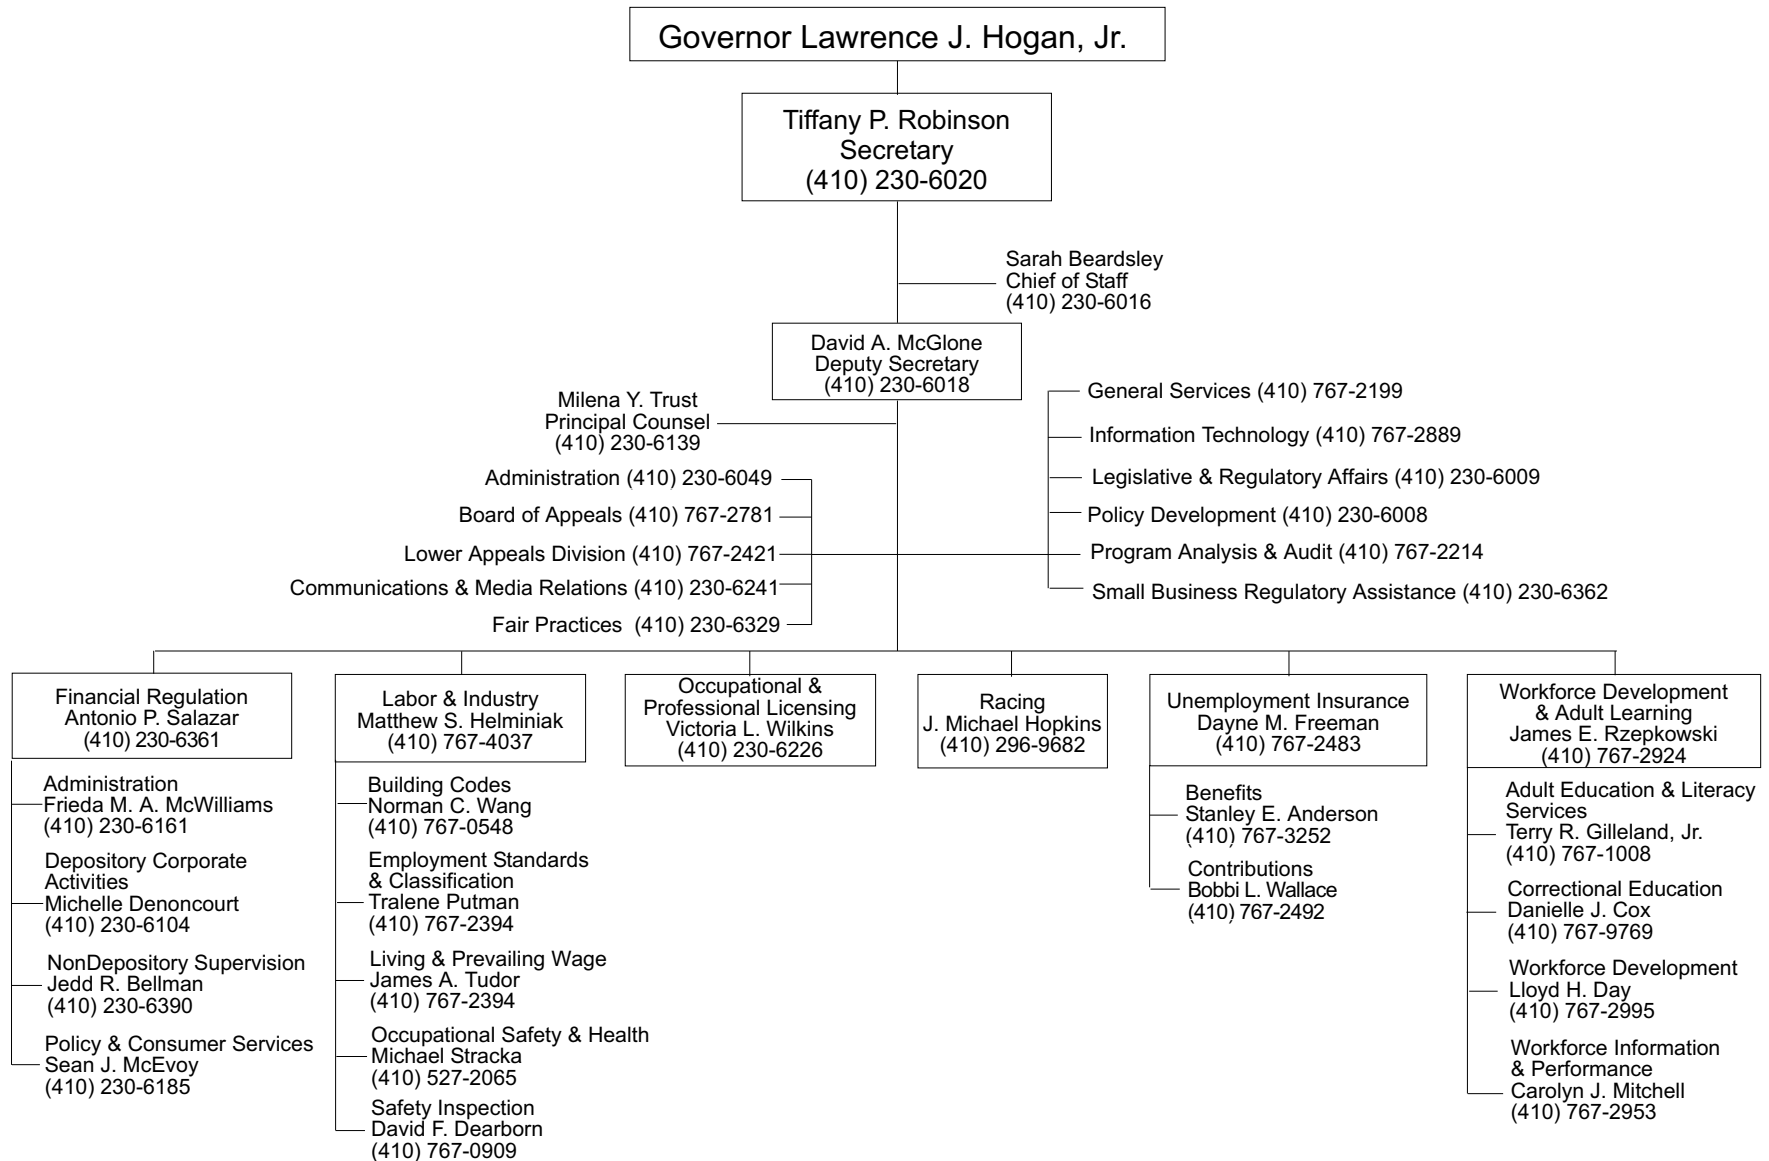 Governor Lawrence J. Hogan, Jr.
Tiffany P. Robinson
Secretary
(410) 230-6020
Sarah Beardsley
Chief of Staff
(410) 230-6016
David A. McGlone
Deputy Secretary
(410) 230-6018
Milena Y. Trust
Principal Counsel
(410) 230-6139
Administration (410) 230-6049
Board of Appeals (410) 767-2781
Lower Appeals Division (410) 767-2421
Communications & Media Relations (410) 230-6241
Fair Practices (410) 230-6329
General Services (410) 767-2199
Information Technology (410) 767-2889
Legislative & Regulatory Affairs (410) 230-6009
Policy Development (410) 230-6008
Program Analysis & Audit (410) 767-2214
Small Business Regulatory Assistance (410) 230-6362
Financial Regulation
Antonio P. Salazar
(410) 230-6361
Administration
Frieda M. A. McWilliams
(410) 230-6161
Depository Corporate
Activities
Michelle Denoncourt
(410) 230-6104
NonDepository Supervision
Jedd R. Bellman
(410) 230-6390
Policy & Consumer Services
Sean J. McEvoy
(410) 230-6185
Labor & Industry
Matthew S. Helminiak
(410) 767-4037
Building Codes
Norman C. Wang
(410) 767-0548
Employment Standards
& Classification
Tralene Putman
(410) 767-2394
Living & Prevailing Wage
James A. Tudor
(410) 767-2394
Occupational Safety & Health
Michael Stracka
(410) 527-2065
Safety Inspection
David F. Dearborn
(410) 767-0909
Occupational &
Professional Licensing
Victoria L. Wilkins
(410) 230-6226
Racing
J. Michael Hopkins
(410) 296-9682
Unemployment Insurance
Dayne M. Freeman
(410) 767-2483
Benefits
Stanley E. Anderson
(410) 767-3252
Contributions
Bobbi L. Wallace
(410) 767-2492
Workforce Development
& Adult Learning
James E. Rzepkowski
(410) 767-2924
Adult Education & Literacy
Services
Terry R. Gilleland, Jr.
(410) 767-1008
Correctional Education
Danielle J. Cox
(410) 767-9769
Workforce Development
Lloyd H. Day
(410) 767-2995
Workforce Information
& Performance
Carolyn J. Mitchell
(410) 767-2953